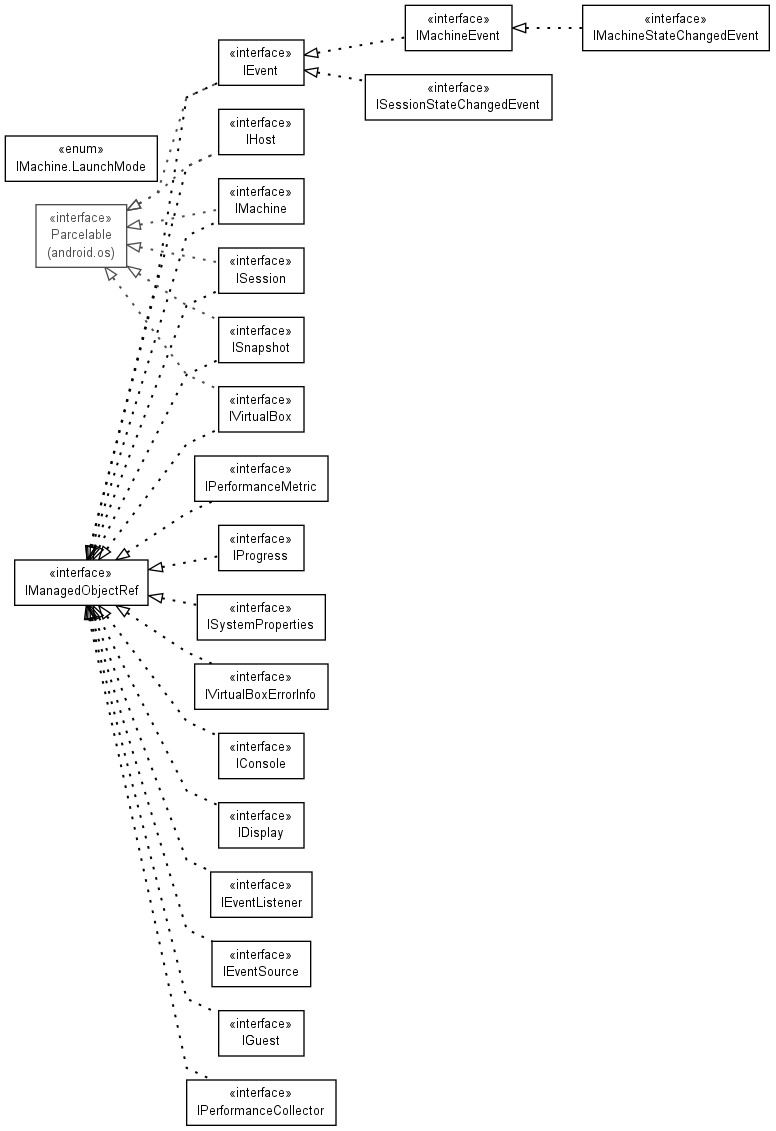 «interface»
IMachineEvent
«interface»
IMachineStateChangedEvent
«interface»
IEvent
«interface»
ISessionStateChangedEvent
«interface»
IHost
«enum»
IMachine.LaunchMode
«interface»
IMachine
«interface»
Parcelable
(android.os)
«interface»
ISession
«interface»
ISnapshot
«interface»
IVirtualBox
«interface»
IPerformanceMetric
«interface»
IProgress
«interface»
IManagedObjectRef
«interface»
ISystemProperties
«interface»
IVirtualBoxErrorInfo
«interface»
IConsole
«interface»
IDisplay
«interface»
IEventListener
«interface»
IEventSource
«interface»
IGuest
«interface»
IPerformanceCollector